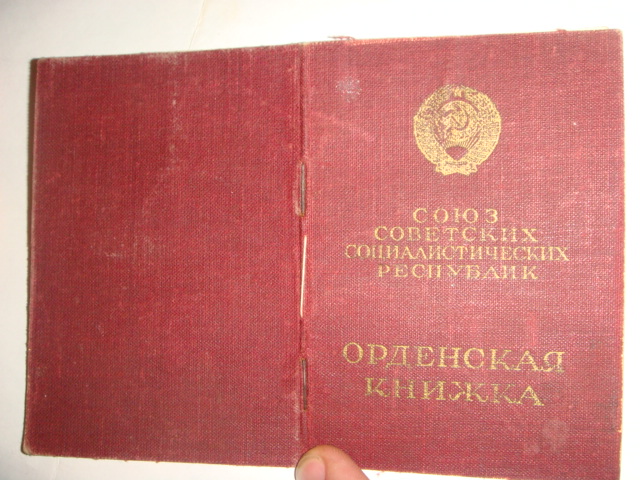 СОЮЗ
СОВЕТСКИХ
СОЦИАЛИСТИЧЕСКИХ
РЕСПУБЛИК
ОРДЕНСКАЯ
КНИЖКА